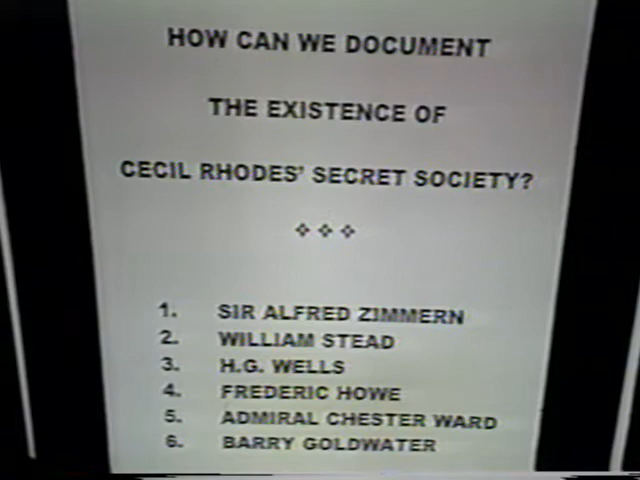 HOW CAN WE DOCUMENT
THE EXISTENCE OF
CECIL RHODES' SECRET SOCIETY?
1. SIR ALFRED ZIMMERN
2. WILLIAM STEAD
3. H.G. WELLS
4. FREDERIC HOWE
5. ADMIRAL CHESTER WARD
6. BARRY GOLDWATER